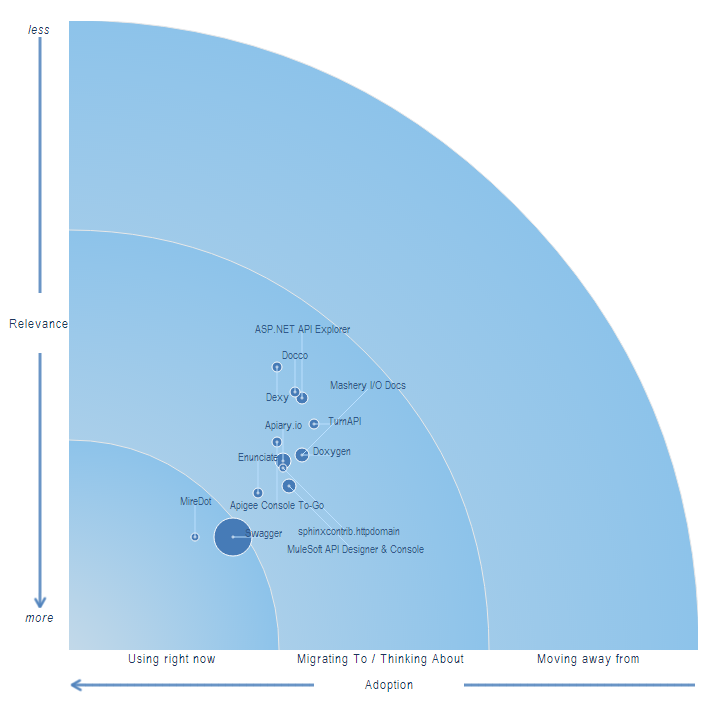 less
Relevance
more
ASP.NET API Explorer
Docco
Mashery I/O Docs
Dexy
TurnAPI
Apiary.io
Doxygen
Enunciate
MireDot
Apigee Console To-Go
Swagger
sphinxcontrib.httpdomain
MuleSoft API Designer & Console
Using right now
Migrating To / Thinking About
Moving away from
Adoption